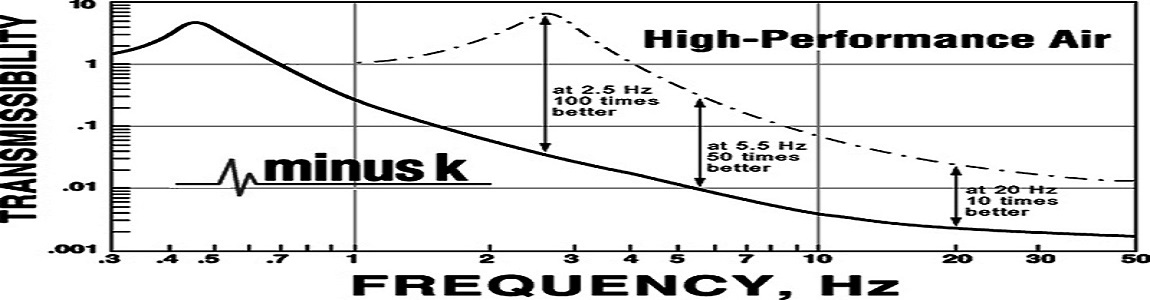 TRANSMISSIBILITY
10
1
.1
.01
.001
High-Performance Air
at 2.5 Hz
100 times
better
at 5.5 Hz
50 times
better
at 20 Hz
10 times
better
minus k
.3 .4 .5 .7 1 2 3 4 5 7 10 20 30 50
FREQUENCY, Hz